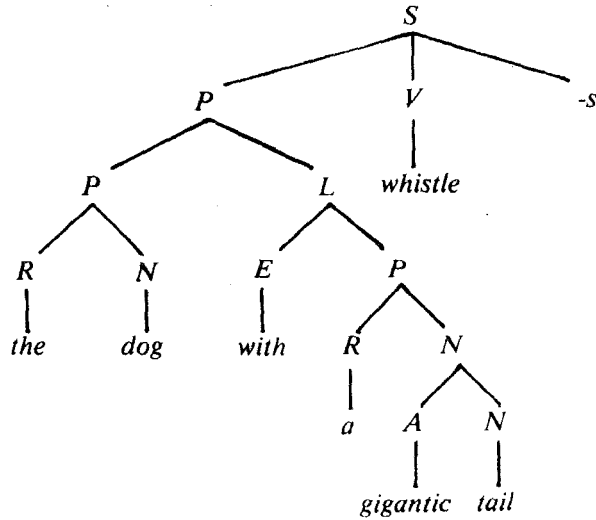 S
P V -s
P L whistle
R N E P
the dog with R N
a A N
gigantic tail